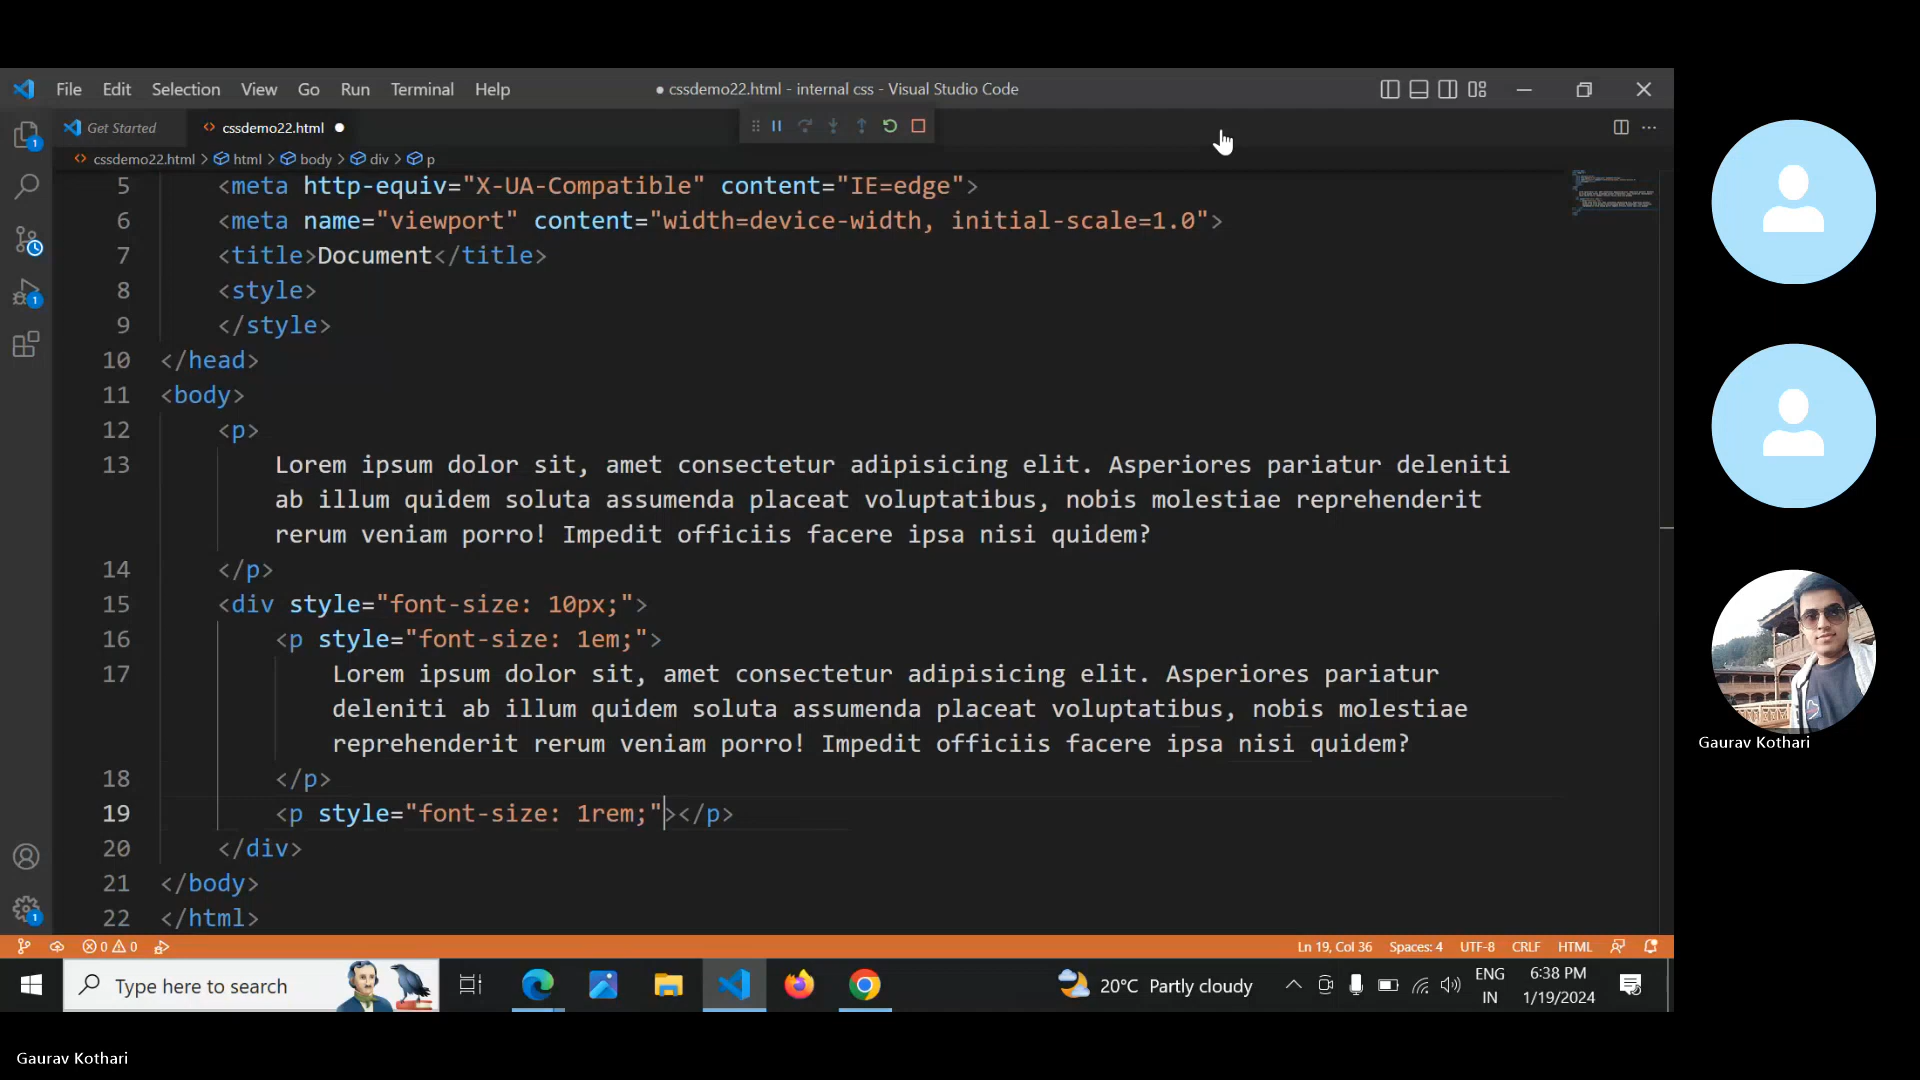 File Edit Selection View Go Run Terminal Help
● cssdemo22.html - internal css - Visual Studio Code
Get Started
cssdemo22.html ●
cssdemo22.html > html > body > div > p
5 <meta http-equiv="X-UA-Compatible" content="IE=edge">
6 <meta name="viewport" content="width=device-width, initial-scale=1.0">
7 <title>Document</title>
8 <style>
9 </style>
10 </head>
11 <body>
12 <p>
13 Lorem ipsum dolor sit, amet consectetur adipisicing elit. Asperiores pariatur deleniti
ab illum quidem soluta assumenda placeat voluptatibus, nobis molestiae reprehenderit
rerum veniam porro! Impedit officiis facere ipsa nisi quidem?
14 </p>
15 <div style="font-size: 10px;">
16 <p style="font-size: 1em;">
17 Lorem ipsum dolor sit, amet consectetur adipisicing elit. Asperiores pariatur
deleniti ab illum quidem soluta assumenda placeat voluptatibus, nobis molestiae
reprehenderit rerum veniam porro! Impedit officiis facere ipsa nisi quidem?
18 </p>
19 <p style="font-size: 1rem;"></p>
20 </div>
21 </body>
22 </html>
1
1
1
0 0
Ln 19, Col 36 Spaces: 4 UTF-8 CRLF HTML
Type here to search
20°C Partly cloudy
ENG
IN
6:38 PM
1/19/2024
Gaurav Kothari
Gaurav Kothari